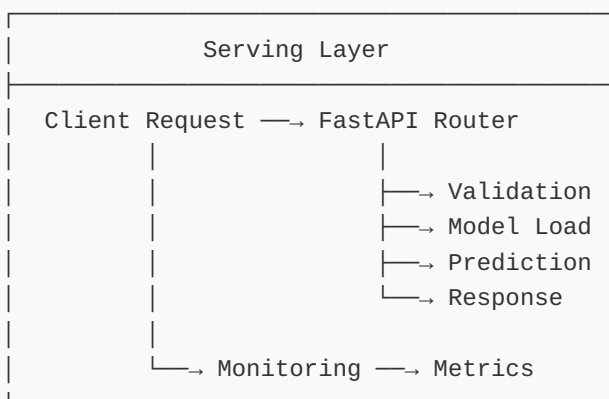 Serving Layer
Client Request ──→ FastAPI Router
├──→ Validation
├──→ Model Load
├──→ Prediction
└──→ Response
└──→ Monitoring ──→ Metrics